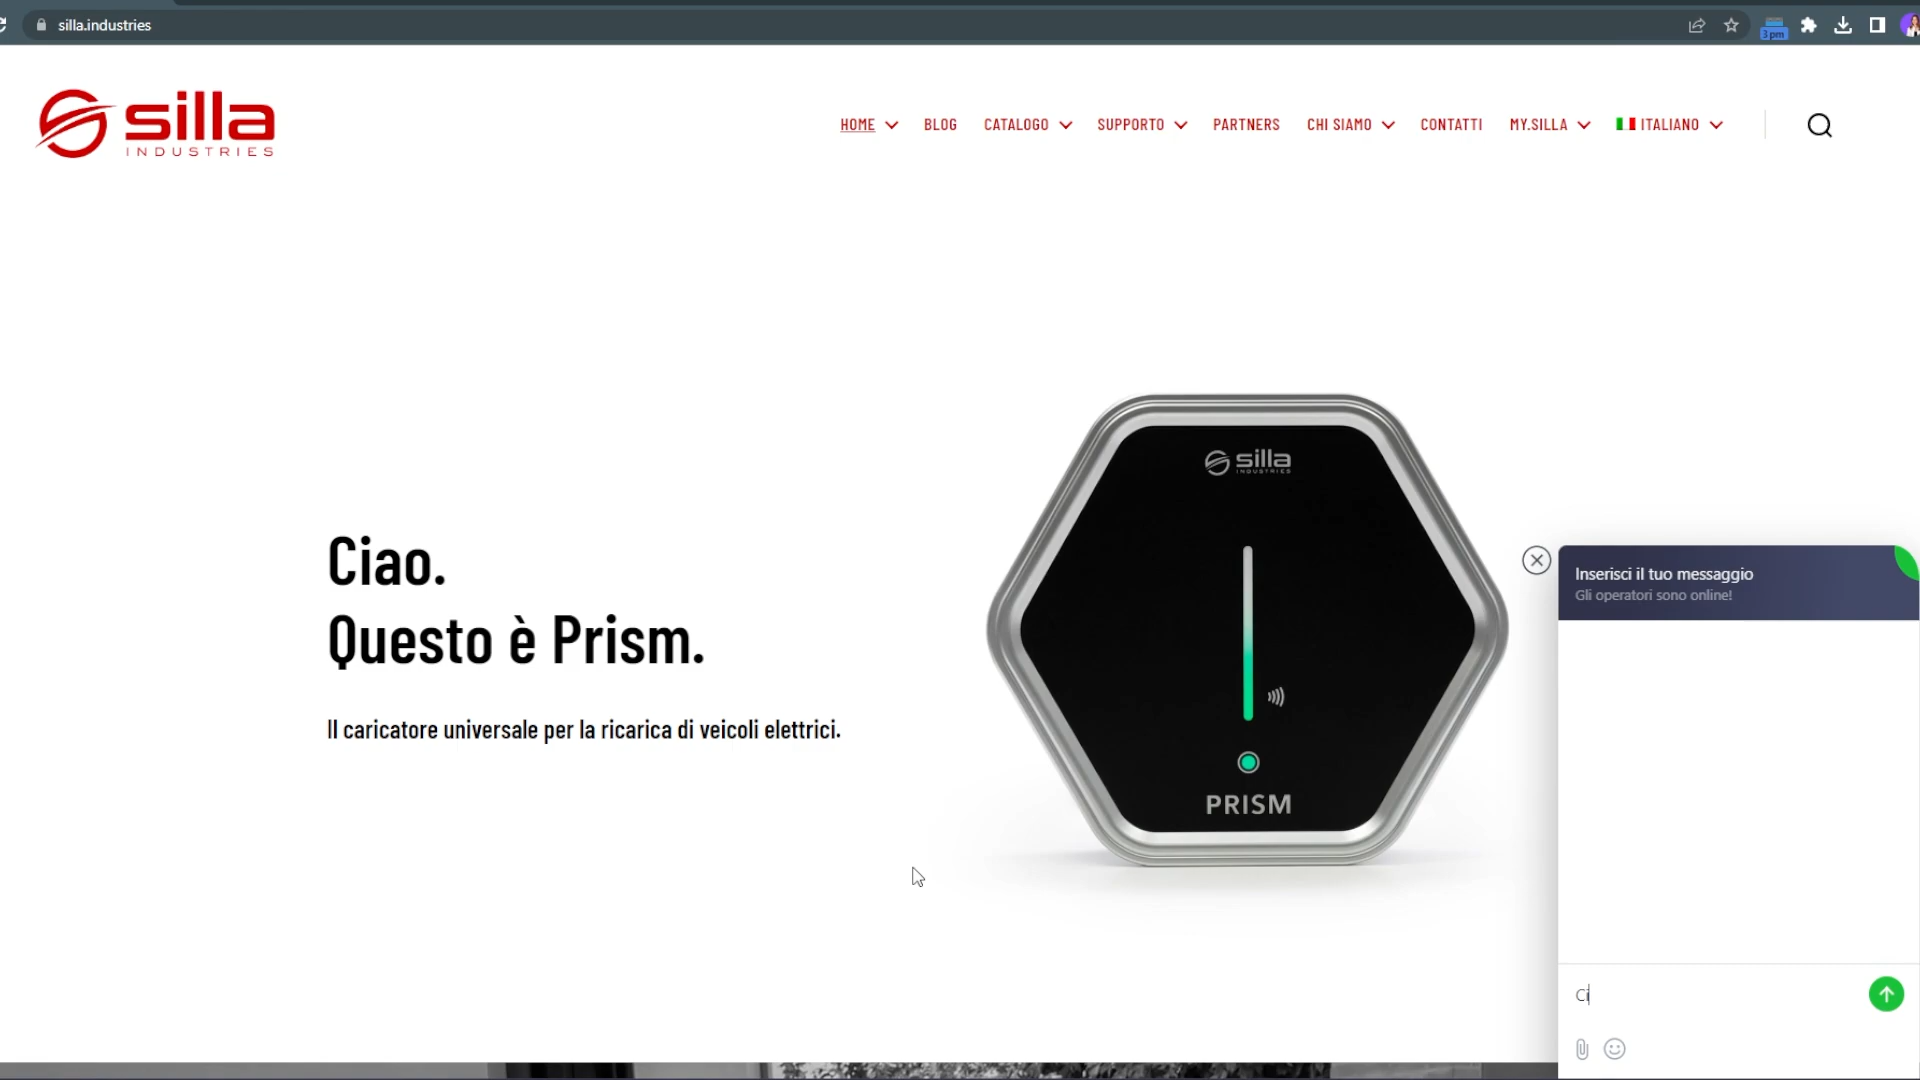 silla.industries
3 pm
silla
INDUSTRIES
HOME
BLOG
CATALOGO
SUPPORTO
PARTNERS
CHI SIAMO
CONTATTI
MY.SILLA
ITALIANO
silla
INDUSTRIES
PRISM
Ciao.
Questo è Prism.
Il caricatore universale per la ricarica di veicoli elettrici.
Inserisci il tuo messaggio
Gli operatori sono online!
Ci